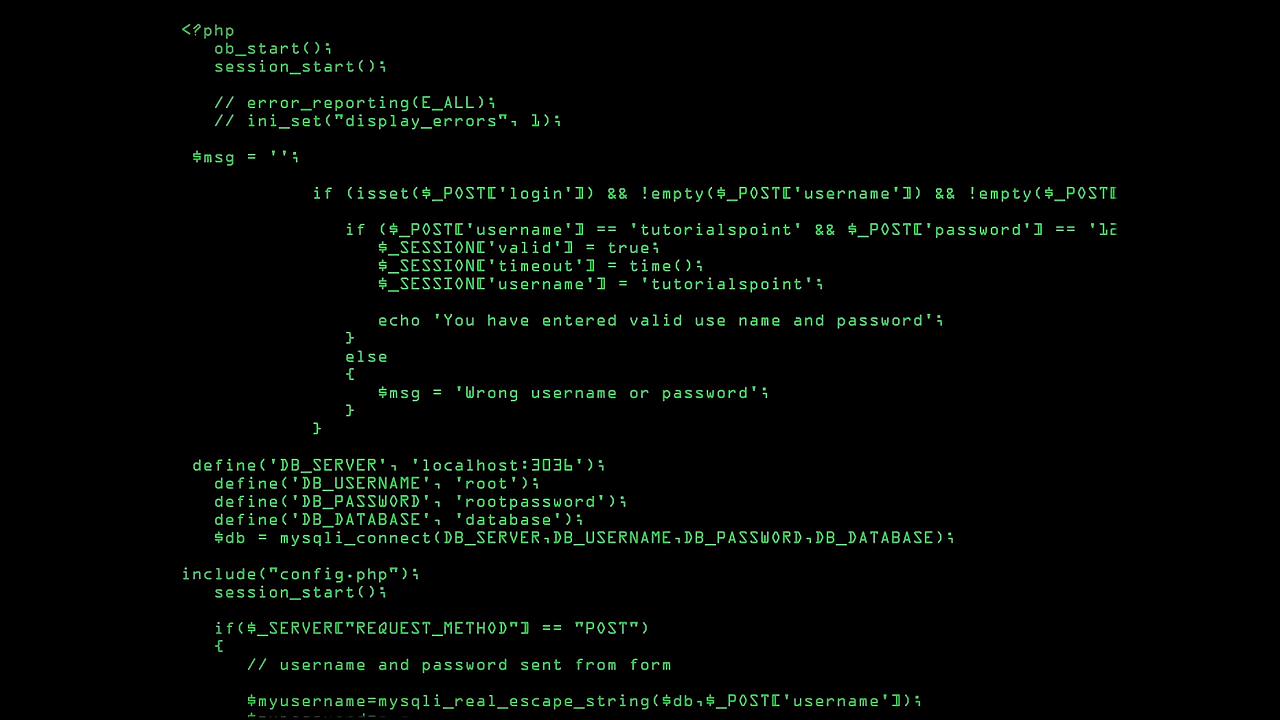 <?php
ob_start();
session_start();
// error_reporting(E_ALL);
// ini_set("display_errors", 1);
$msg = '';
if (isset($_POST['login']) && !empty($_POST['username']) && !empty($_POST[
if ($_POST['username'] == 'tutorialspoint' && $_POST['password'] == '12
$_SESSION['valid'] = true;
$_SESSION['timeout'] = time();
$_SESSION['username'] = 'tutorialspoint';
echo 'You have entered valid use name and password';
}
else
{
$msg = 'Wrong username or password';
}
}
define('DB_SERVER', 'localhost:3036');
define('DB_USERNAME', 'root');
define('DB_PASSWORD', 'rootpassword');
define('DB_DATABASE', 'database');
$db = mysqli_connect(DB_SERVER,DB_USERNAME,DB_PASSWORD,DB_DATABASE);
include("config.php");
session_start();
if($_SERVER["REQUEST_METHOD"] == "POST")
{
// username and password sent from form
$myusername=mysqli_real_escape_string($db,$_POST['username']);